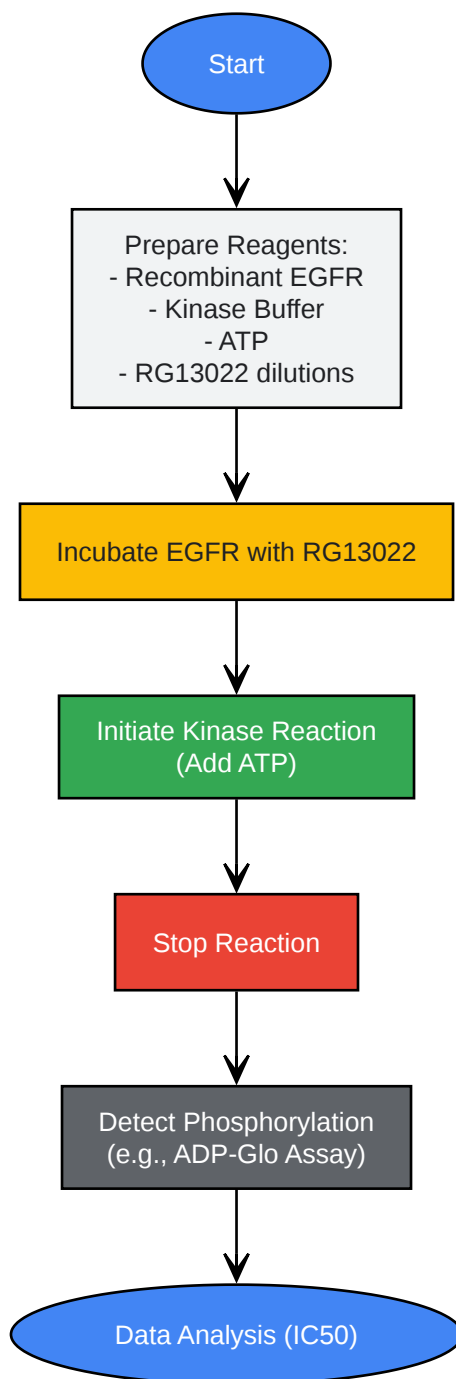 Start
Prepare Reagents:
- Recombinant EGFR
- Kinase Buffer
- ATP
- RG13022 dilutions
Incubate EGFR with RG13022
Initiate Kinase Reaction
(Add ATP)
Stop Reaction
Detect Phosphorylation
(e.g., ADP-Glo Assay)
Data Analysis (IC50)